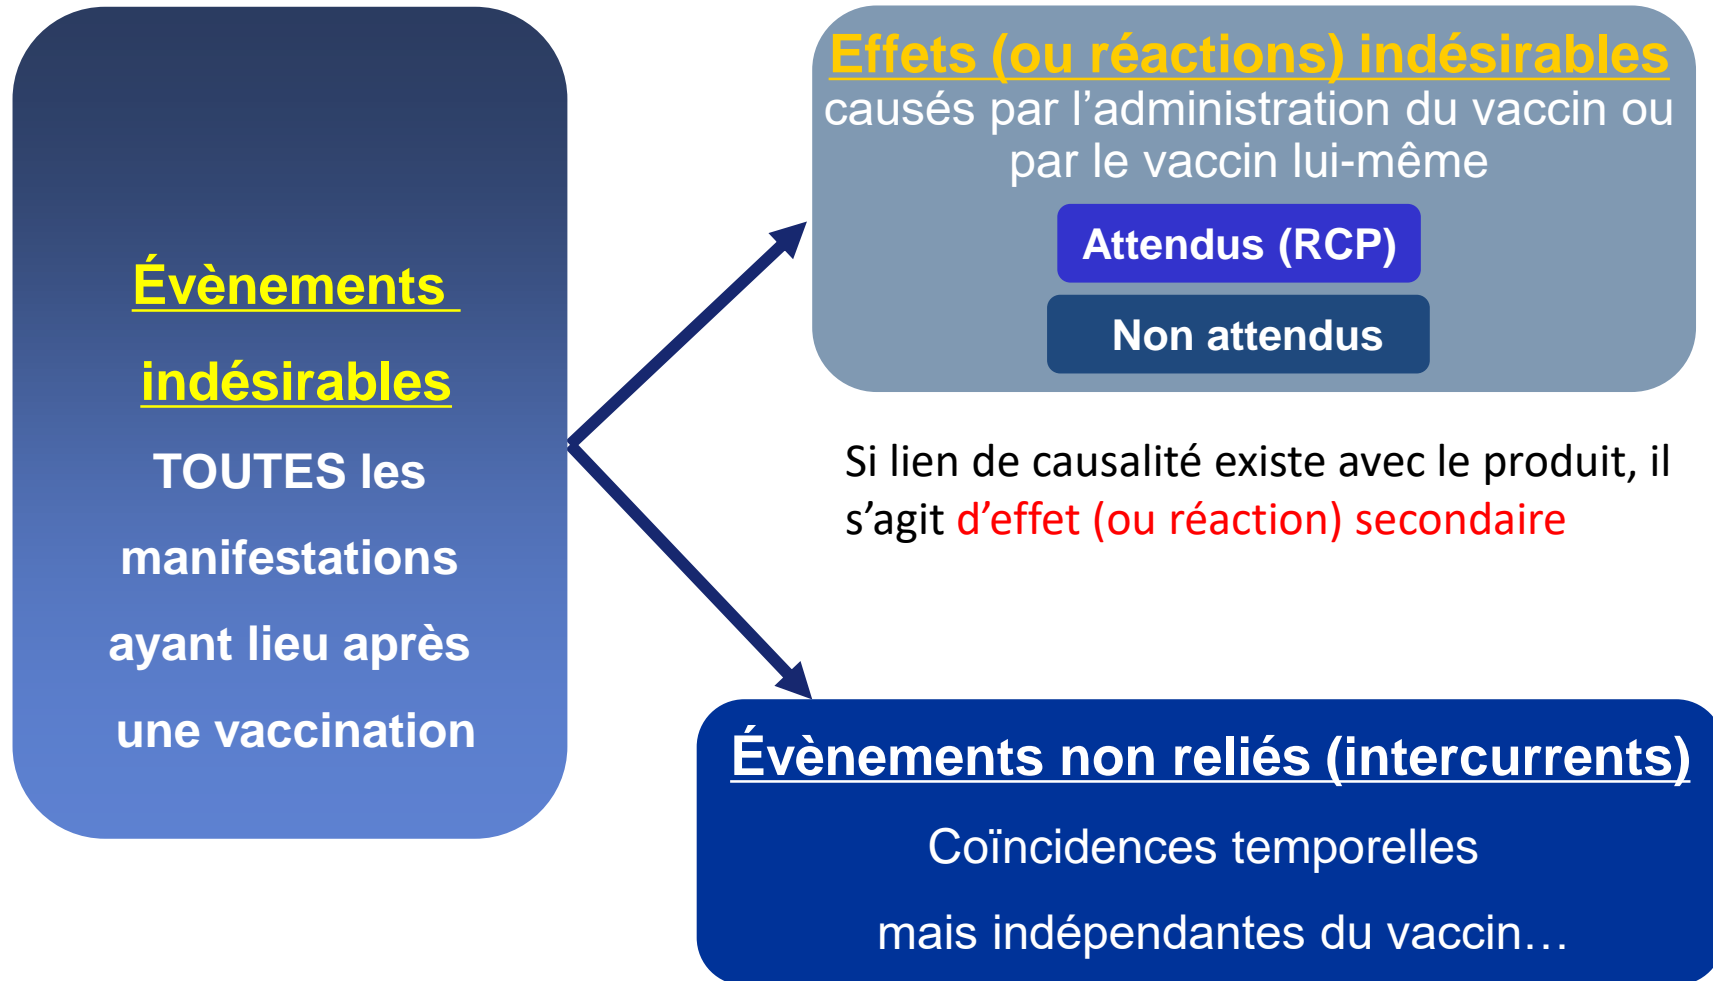 Évènements
indésirables
TOUTES les
manifestations
ayant lieu après
une vaccination
Effets (ou réactions) indésirables
causés par l’administration du vaccin ou
par le vaccin lui-même
Attendus (RCP)
Non attendus
Si lien de causalité existe avec le produit, il
s’agit d’effet (ou réaction) secondaire
Évènements non reliés (intercurrents)
Coïncidences temporelles
mais indépendantes du vaccin…